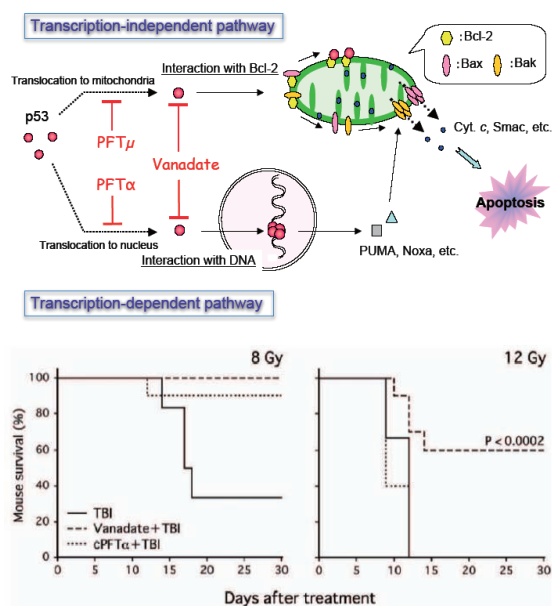 Transcription-independent pathway
:Bcl-2
:Bax :Bak
Interaction with Bcl-2
Translocation to mitochondria
p53
PFTμ
Vanadate
PFTα
Cyt. c, Smac, etc.
Apoptosis
Translocation to nucleus
Interaction with DNA
PUMA, Noxa, etc.
Transcription-dependent pathway
8 Gy
12 Gy
Mouse survival (%)
100
80
60
40
20
0
P<0.0002
TBI
Vanadate+TBI
cPFTα+TBI
0 5 10 15 20 25 30
0 5 10 15 20 25 30
Days after treatment